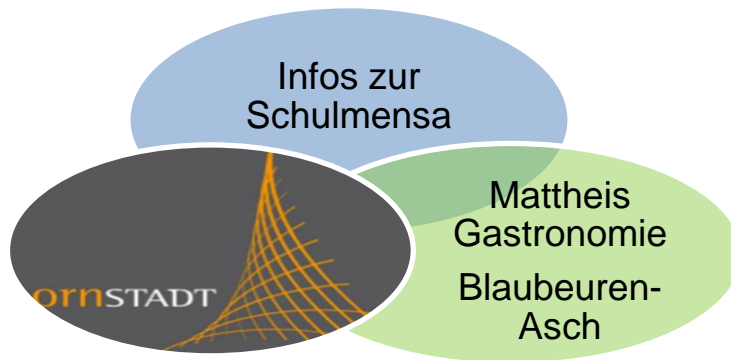 Infos zur
Schulmensa
Mattheis
Gastronomie
Blaubeuren-
Asch
ornSTADT